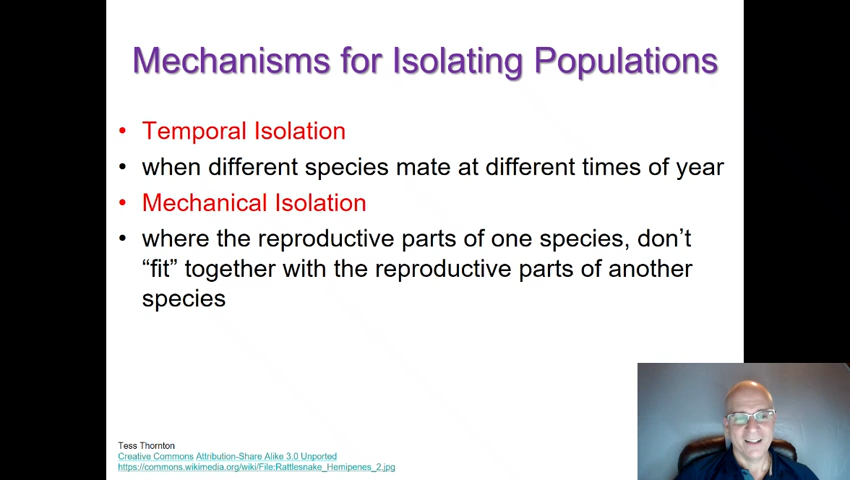 Mechanisms for Isolating Populations
• Temporal Isolation
• when different species mate at different times of year
• Mechanical Isolation
• where the reproductive parts of one species, don’t
“fit” together with the reproductive parts of another
species
Tess Thornton
Creative Commons Attribution-Share Alike 3.0 Unported
https://commons.wikimedia.org/wiki/File:Rattlesnake_Hemipenes_2.jpg